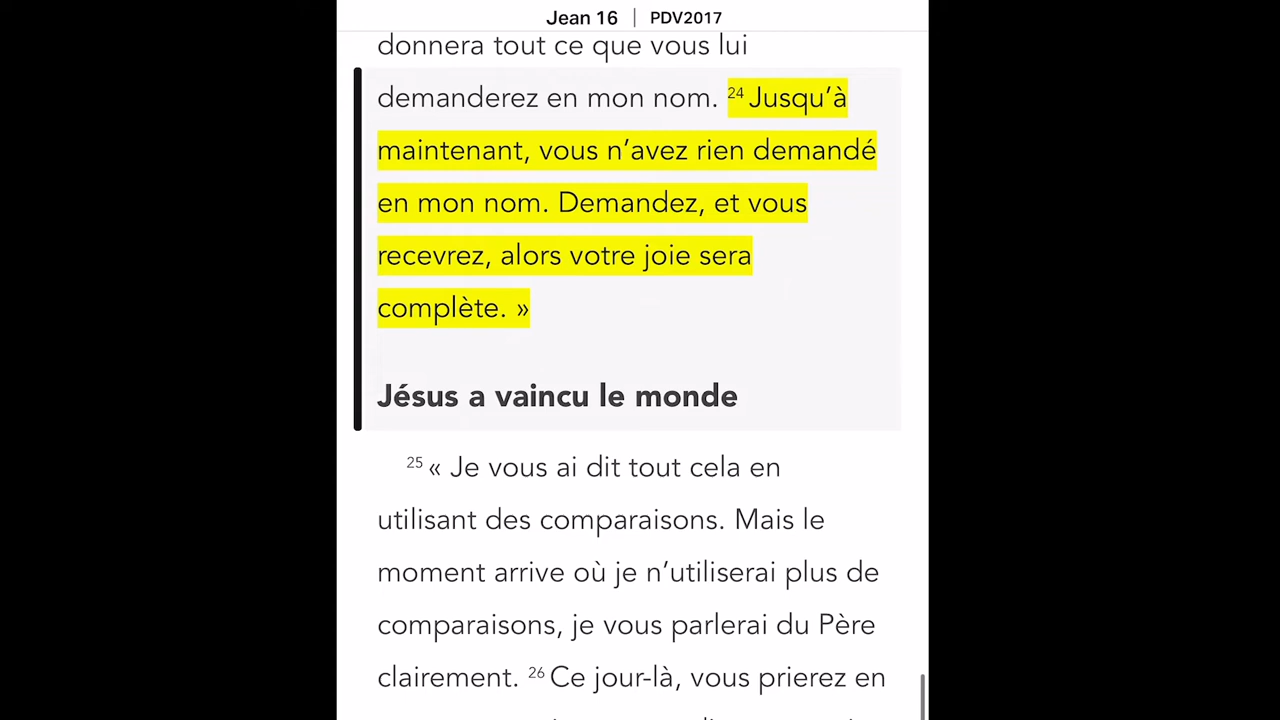 Jean 16 | PDV2017
donnera tout ce que vous lui
demanderez en mon nom. 24 Jusqu’à
maintenant, vous n’avez rien demandé
en mon nom. Demandez, et vous
recevrez, alors votre joie sera
complète. »
Jésus a vaincu le monde
25 « Je vous ai dit tout cela en
utilisant des comparaisons. Mais le
moment arrive où je n’utiliserai plus de
comparaisons, je vous parlerai du Père
clairement. 26 Ce jour-là, vous prierez en